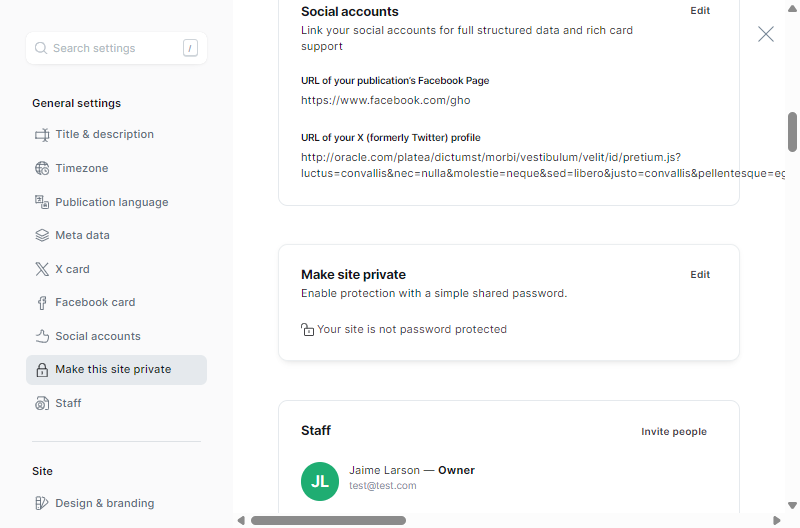 Search settings
/
General settings
Title & description
Timezone
Publication language
Meta data
X card
Facebook card
Social accounts
Make this site private
Staff
Site
Design & branding
Social accounts
Edit
Link your social accounts for full structured data and rich card
support
URL of your publication's Facebook Page
https://www.facebook.com/gho
URL of your X (formerly Twitter) profile
http://oracle.com/platea/dictumst/morbi/vestibulum/velit/id/pretium.js?
luctus=convallis&nec=nulla&molestie=neque&sed=libero&justo=convallis&pellentesque=eg
Make site private
Edit
Enable protection with a simple shared password.
Your site is not password protected
Staff
Invite people
JL
Jaime Larson — Owner
test@test.com